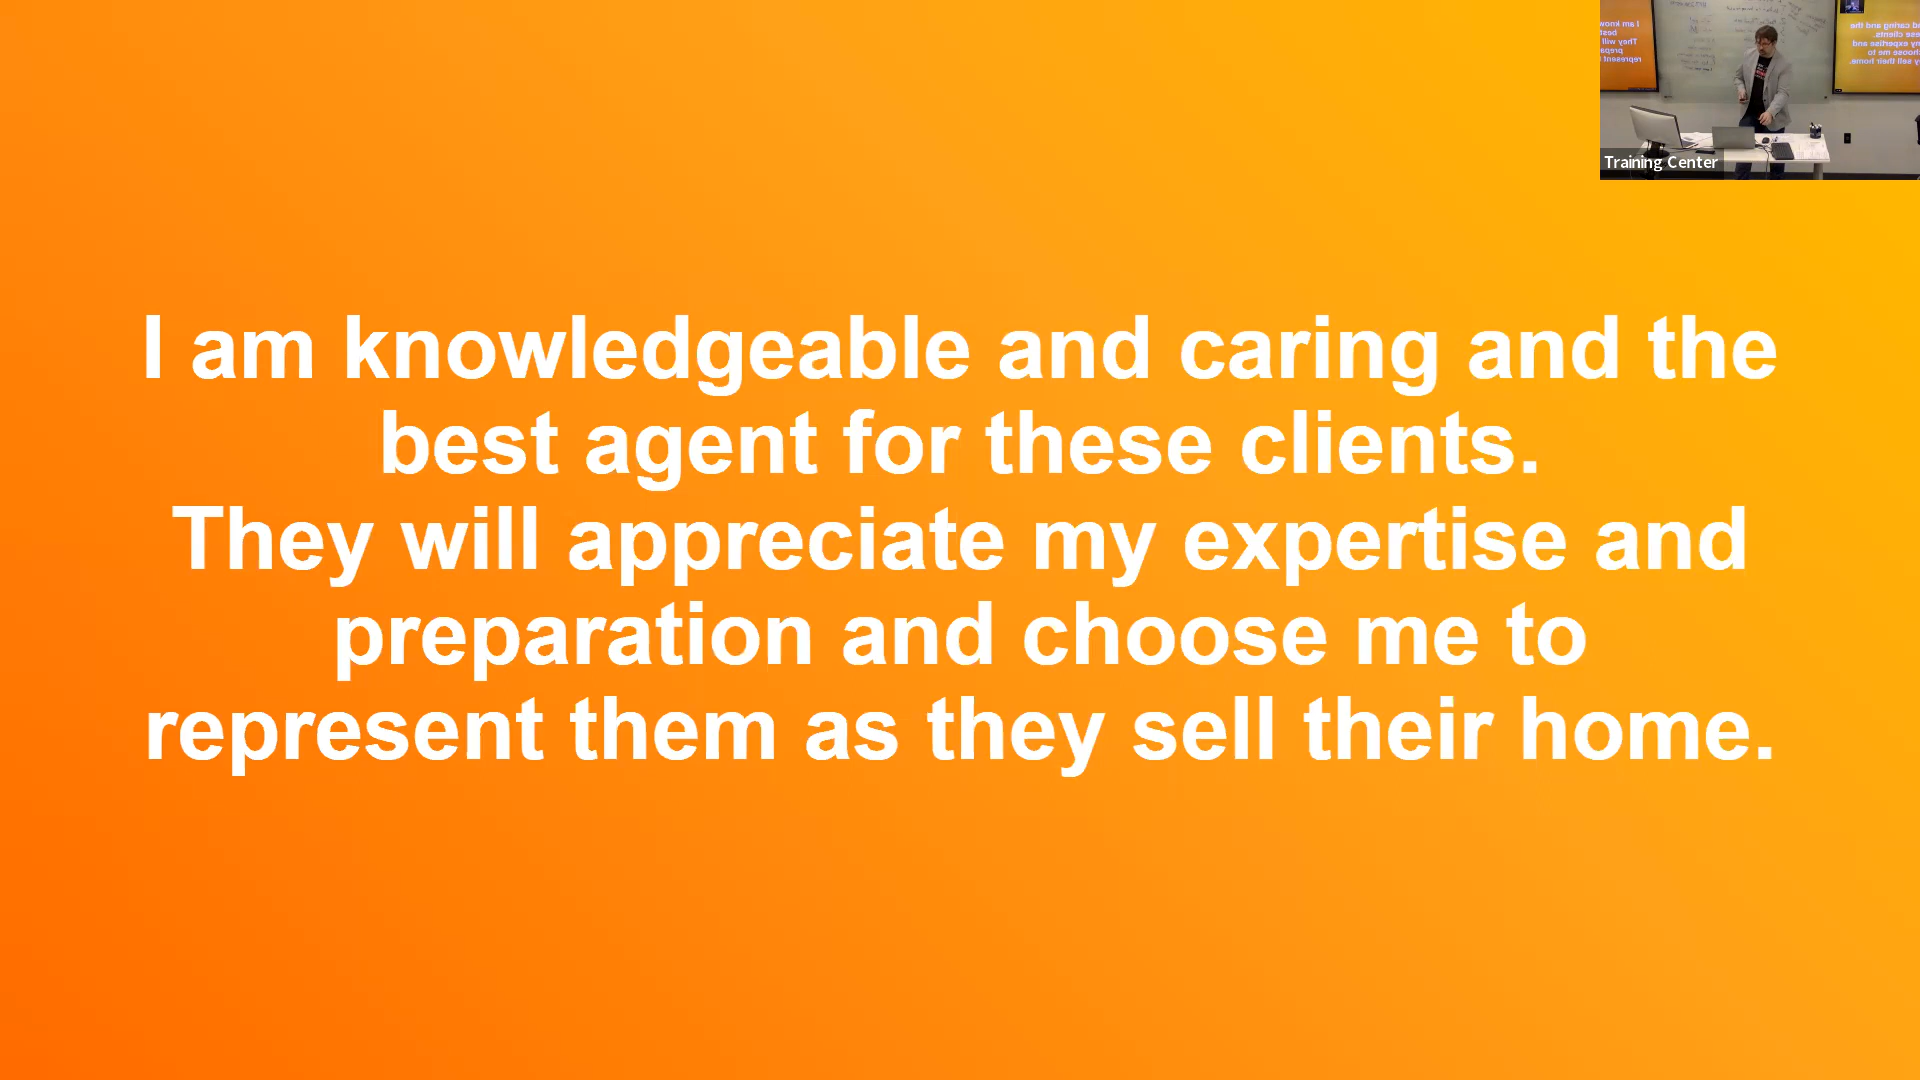 I am knowledgeable and caring and the
best agent for these clients.
They will appreciate my expertise and
preparation and choose me to
represent them as they sell their home.
Training Center